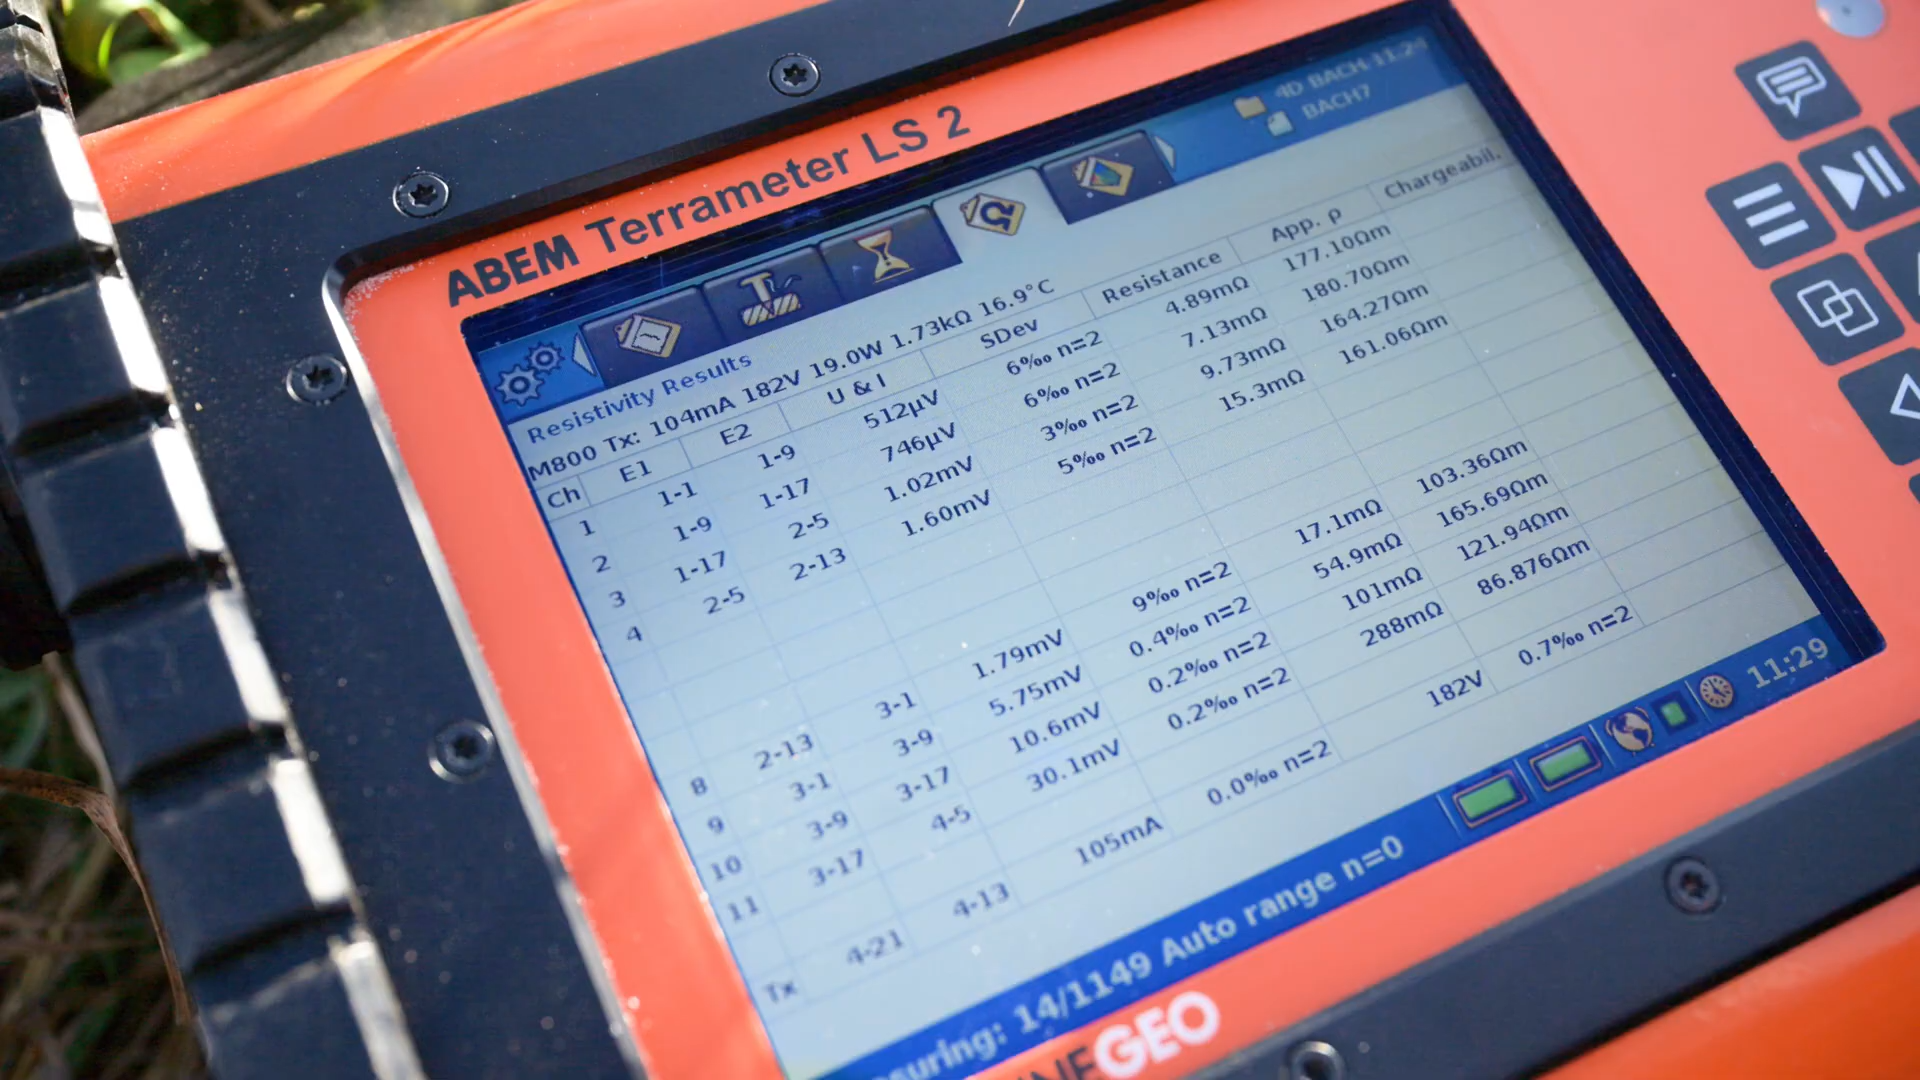 ABEM Terrameter LS 2
4D BACH 11:24
BACH7
Resistivity Results
M800 Tx: 104mA 182V 19.0W 1.73kΩ 16.9°C
Ch E1 E2 U & I SDev Resistance App. ρ Chargeabil.
1 1-1 1-9 512µV 6‰ n=2 4.89mΩ 177.10Ωm
2 1-9 1-17 746µV 6‰ n=2 7.13mΩ 180.70Ωm
3 1-17 2-5 1.02mV 3‰ n=2 9.73mΩ 164.27Ωm
4 2-5 2-13 1.60mV 5‰ n=2 15.3mΩ 161.06Ωm
8 2-13 3-1 1.79mV 9‰ n=2 17.1mΩ 103.36Ωm
9 3-1 3-9 5.75mV 0.4‰ n=2 54.9mΩ 165.69Ωm
10 3-9 3-17 10.6mV 0.2‰ n=2 101mΩ 121.94Ωm
11 3-17 4-5 30.1mV 0.2‰ n=2 288mΩ 86.876Ωm
Tx 4-21 4-13 105mA 0.0‰ n=2 182V 0.7‰ n=2
suring: 14/1149 Auto range n=0 11:29
NEGEO